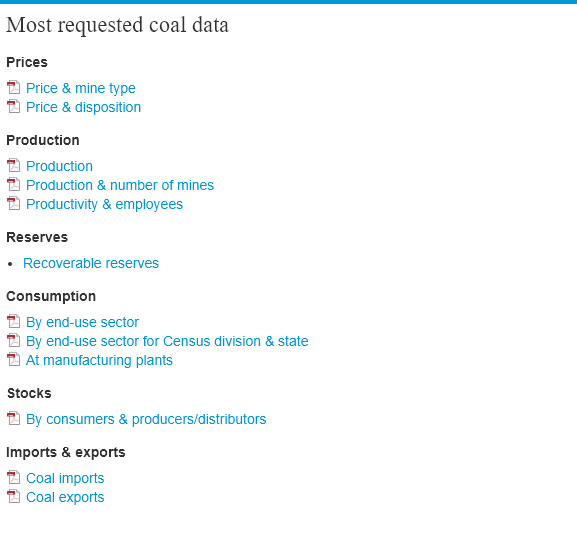 Most requested coal data
Prices
Price & mine type
Price & disposition
Production
Production
Production & number of mines
Productivity & employees
Reserves
• Recoverable reserves
Consumption
By end-use sector
By end-use sector for Census division & state
At manufacturing plants
Stocks
By consumers & producers/distributors
Imports & exports
Coal imports
Coal exports